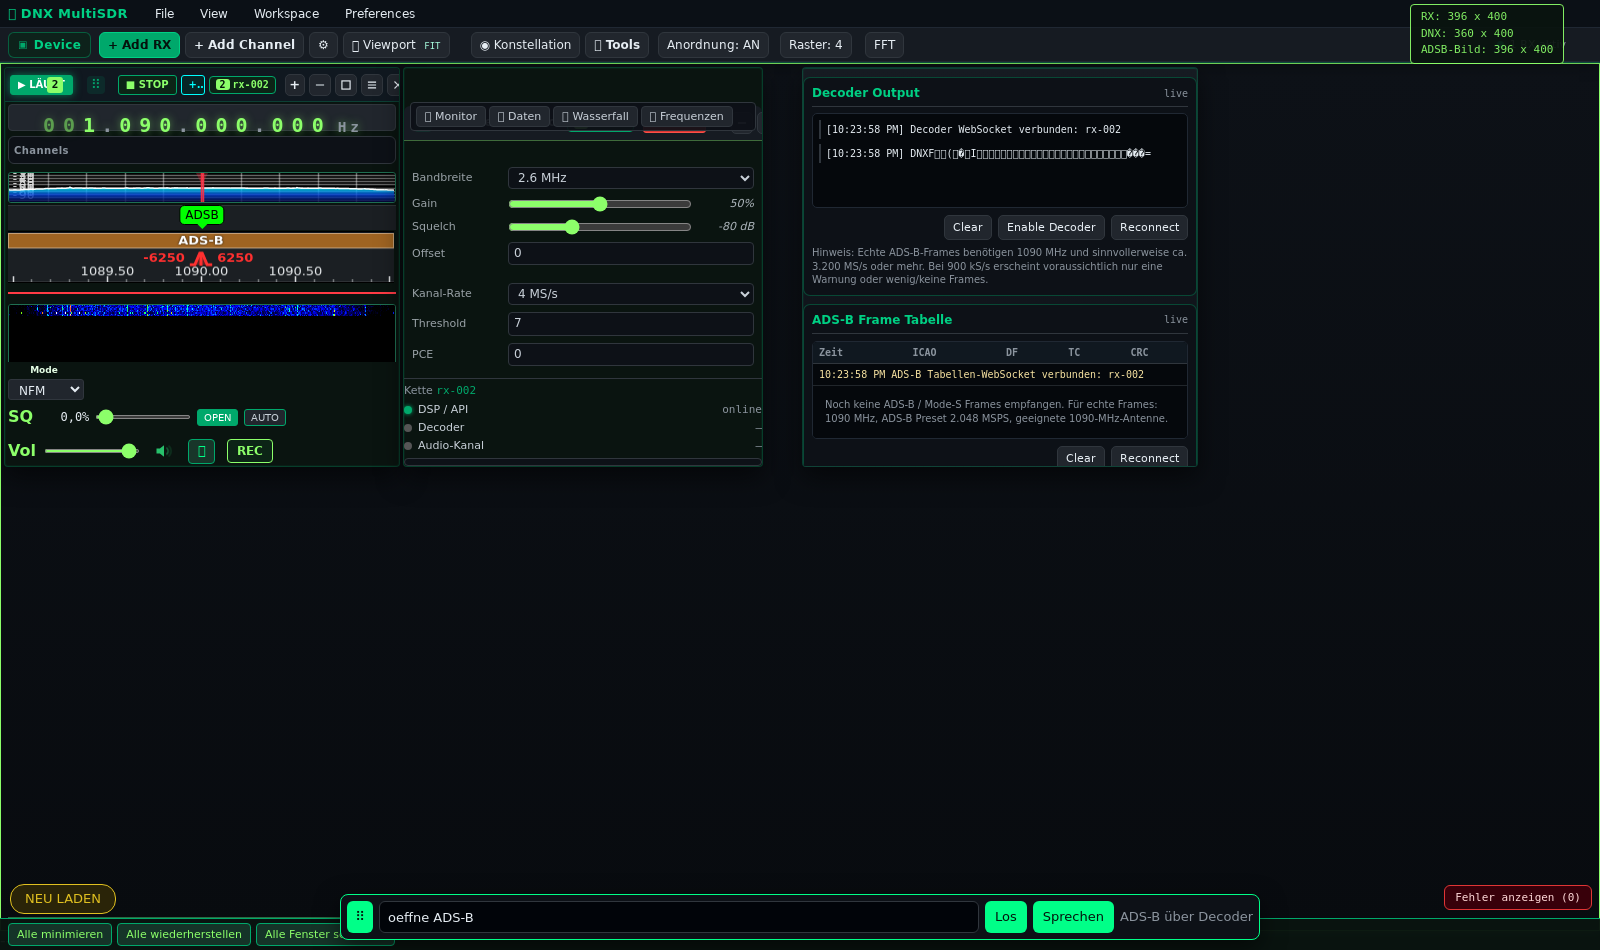 DNX MultiSDR File View Workspace Preferences
Device + Add RX + Add Channel Viewport FIT Konstellation Tools Anordnung: AN Raster: 4 FFT
RX: 396 x 400
DNX: 360 x 400
ADSB-Bild: 396 x 400
2 STOP +.. 2 rx-002
001.090.000.000 Hz
Channels
ADSB
ADS-B
-6250 6250
1089.50 1090.00 1090.50
Mode
NFM
SQ 0,0% OPEN AUTO
Vol REC
Monitor Daten Wasserfall Frequenzen
Bandbreite 2.6 MHz
Gain 50%
Squelch -80 dB
Offset 0
Kanal-Rate 4 MS/s
Threshold 7
PCE 0
Kette rx-002
DSP / API online
Decoder —
Audio-Kanal —
Decoder Output live
[10:23:58 PM] Decoder WebSocket verbunden: rx-002
[10:23:58 PM] DNXF
Clear Enable Decoder Reconnect
Hinweis: Echte ADS-B-Frames benötigen 1090 MHz und sinnvollerweise ca.
3.200 MS/s oder mehr. Bei 900 kS/s erscheint voraussichtlich nur eine
Warnung oder wenig/keine Frames.
ADS-B Frame Tabelle live
Zeit ICAO DF TC CRC
10:23:58 PM ADS-B Tabellen-WebSocket verbunden: rx-002
Noch keine ADS-B / Mode-S Frames empfangen. Für echte Frames:
1090 MHz, ADS-B Preset 2.048 MSPS, geeignete 1090-MHz-Antenne.
Clear Reconnect
NEU LADEN
Fehler anzeigen (0)
oeffne ADS-B Los Sprechen ADS-B über Decoder
Alle minimieren Alle wiederherstellen Alle Fenster